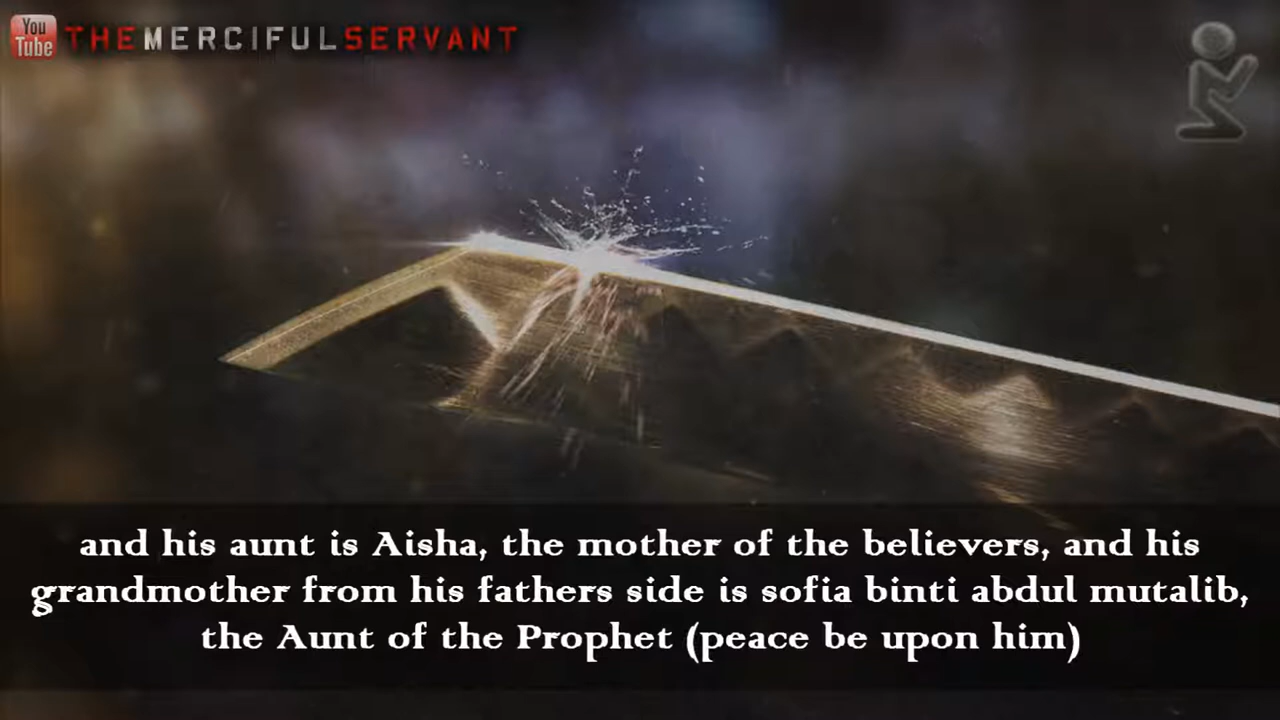 You
Tube
THEMERCIFULSERVANT
and his aunt is Aisha, the mother of the believers, and his
grandmother from his fathers side is sofia binti abdul mutalib,
the Aunt of the Prophet (peace be upon him)